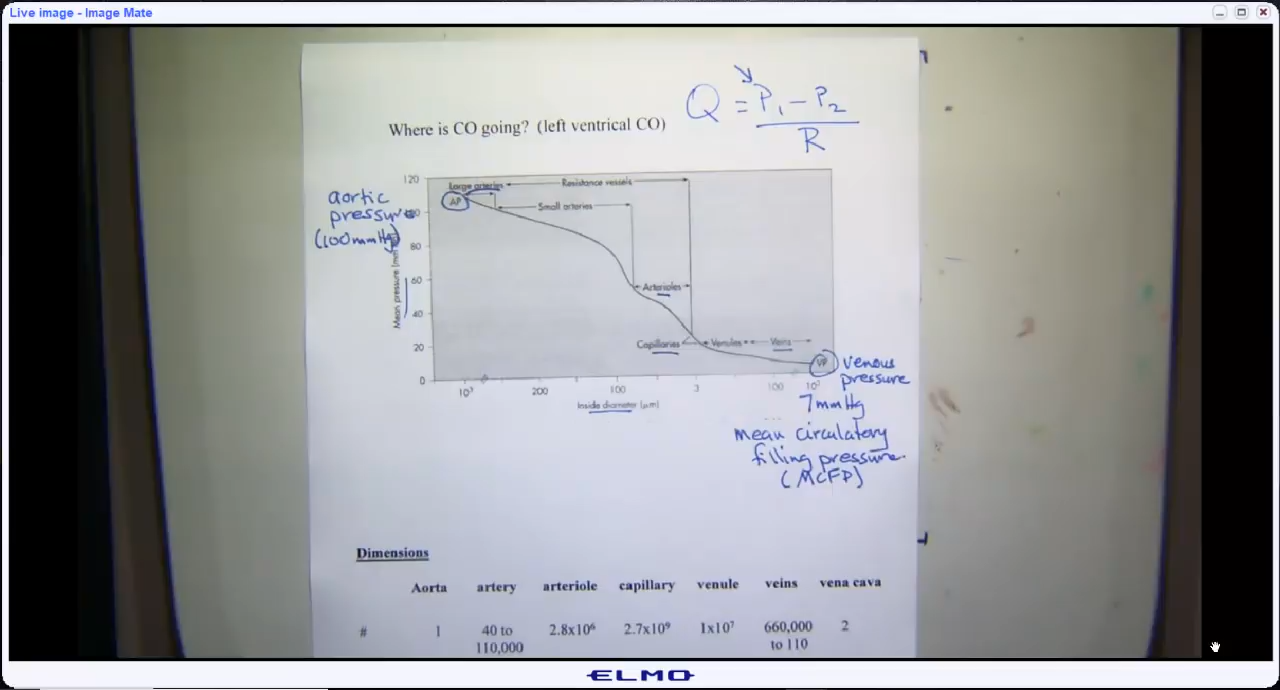 Live image - Image Mate
Q = P1 - P2
R
Where is CO going? (left ventrical CO)
aortic
pressure
(100mmHg)
120
Large arteries
Resistance vessels
AP
Small arteries
80
60
Arterioles
40
20
Capillaries
Venules
Veins
VP
0
10³
200
100
3
100
Inside diameter (μm)
venous
pressure
7mmHg
mean circulatory
filling pressure
(MCFP)
Dimensions
Aorta artery arteriole capillary venule veins vena cava
# 1 40 to 2.8x10⁶ 2.7x10⁹ 1x10⁷ 660,000 2
110,000 to 110
ELMO